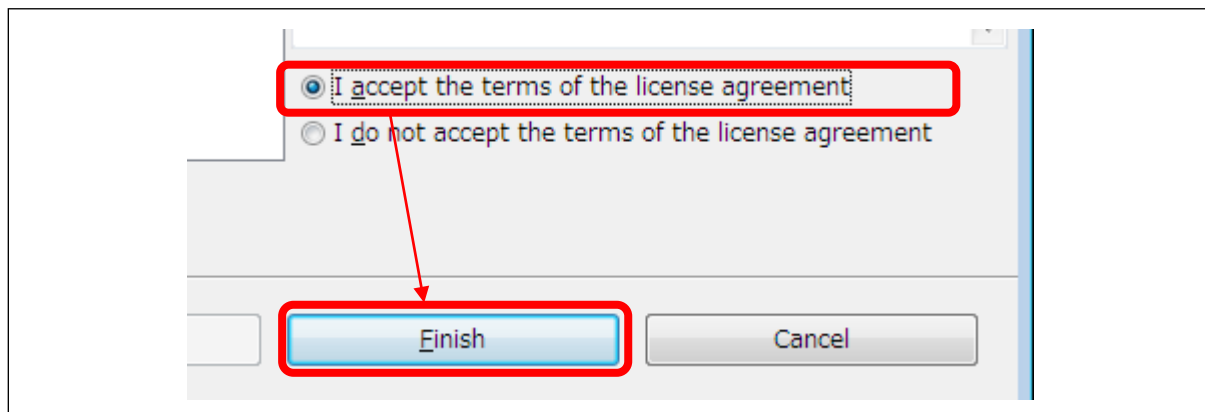 I accept the terms of the license agreement
I do not accept the terms of the license agreement
Finish Cancel